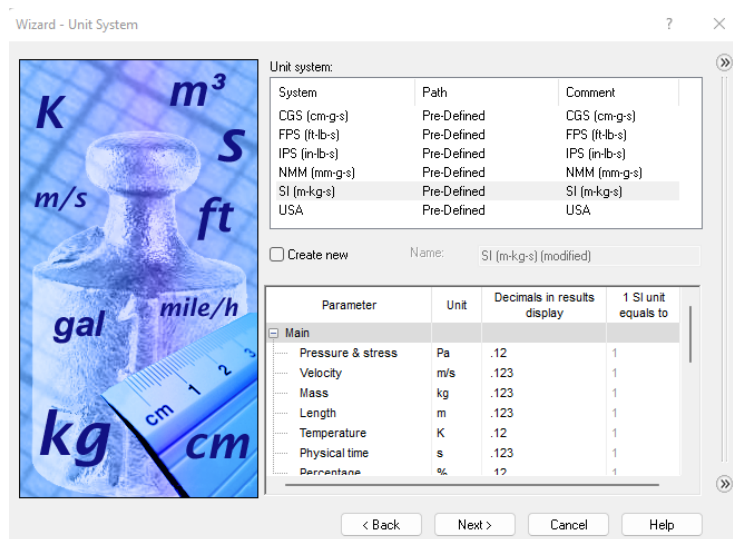 Wizard - Unit System ?
K
m³
S
m/s
ft
gal
mile/h
1 2 3
cm
kg
cm
Unit system:
System Path Comment
CGS (cm-g-s) Pre-Defined CGS (cm-g-s)
FPS (ft-lb-s) Pre-Defined FPS (ft-lb-s)
IPS (in-lb-s) Pre-Defined IPS (in-lb-s)
NMM (mm-g-s) Pre-Defined NMM (mm-g-s)
SI (m-kg-s) Pre-Defined SI (m-kg-s)
USA Pre-Defined USA
Create new Name: SI (m-kg-s) (modified)
Parameter Unit Decimals in results display 1 SI unit equals to
Main
Pressure & stress Pa .12 1
Velocity m/s .123 1
Mass kg .123 1
Length m .123 1
Temperature K .12 1
Physical time s .123 1
Percentage % .12 1
< Back Next > Cancel Help